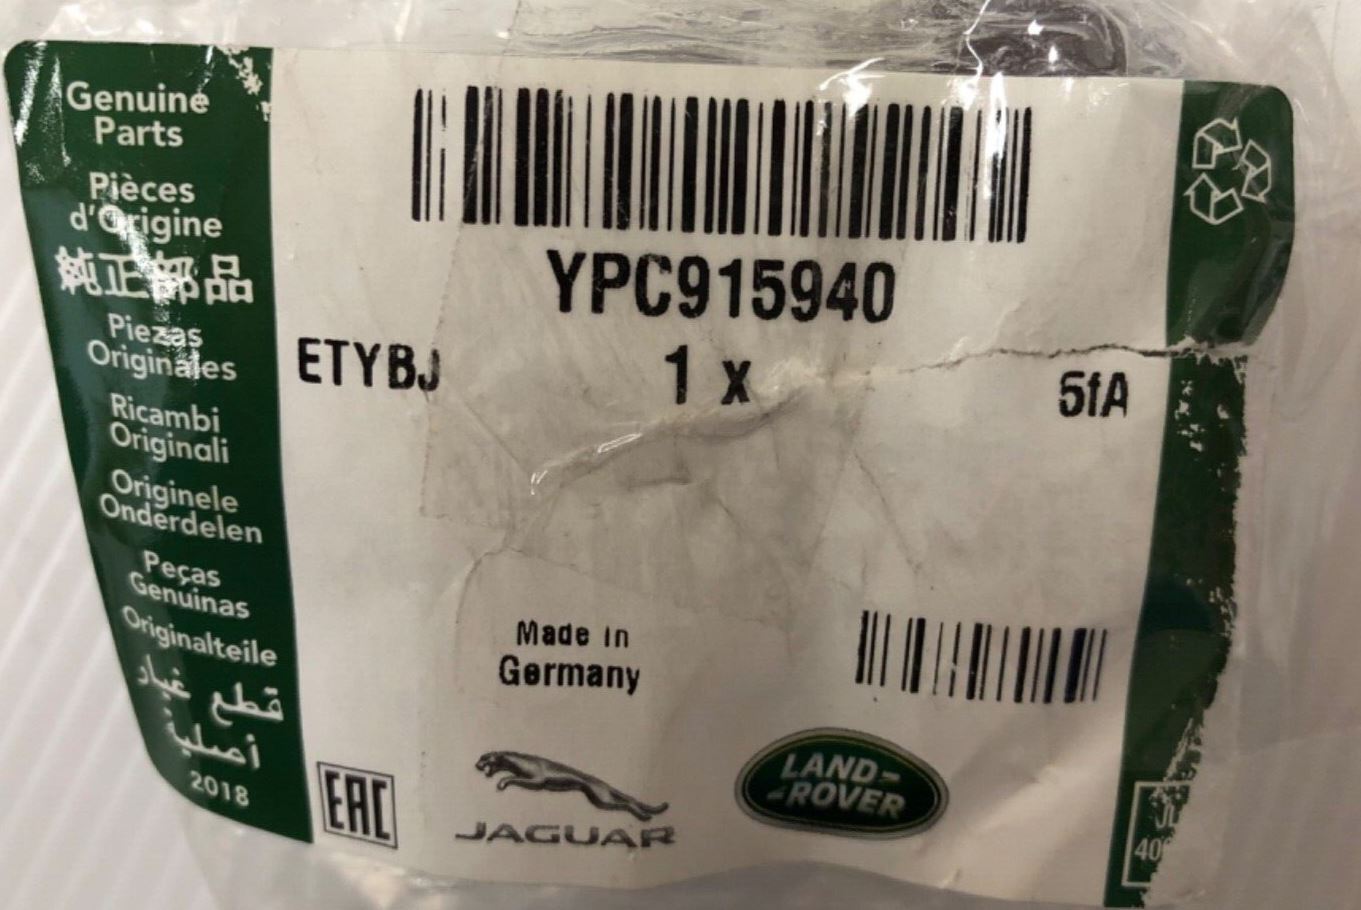 Genuine
Parts
Pièces
d'Origine
純正部品
Piezas
Originales
Ricambi
Originali
Originele
Onderdelen
Peças
Genuinas
Originalteile
قطع غيار
أصلية
2018
YPC915940
ETYBJ
1 x
5fA
Made in
Germany
EAC
JAGUAR
LAND-
-ROVER